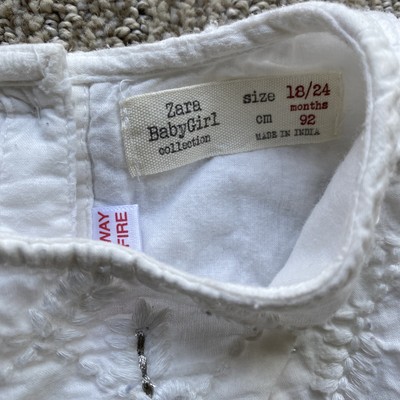 Zara
BabyGirl
collection
size 18/24
months
cm 92
MADE IN INDIA
WAY
FIRE